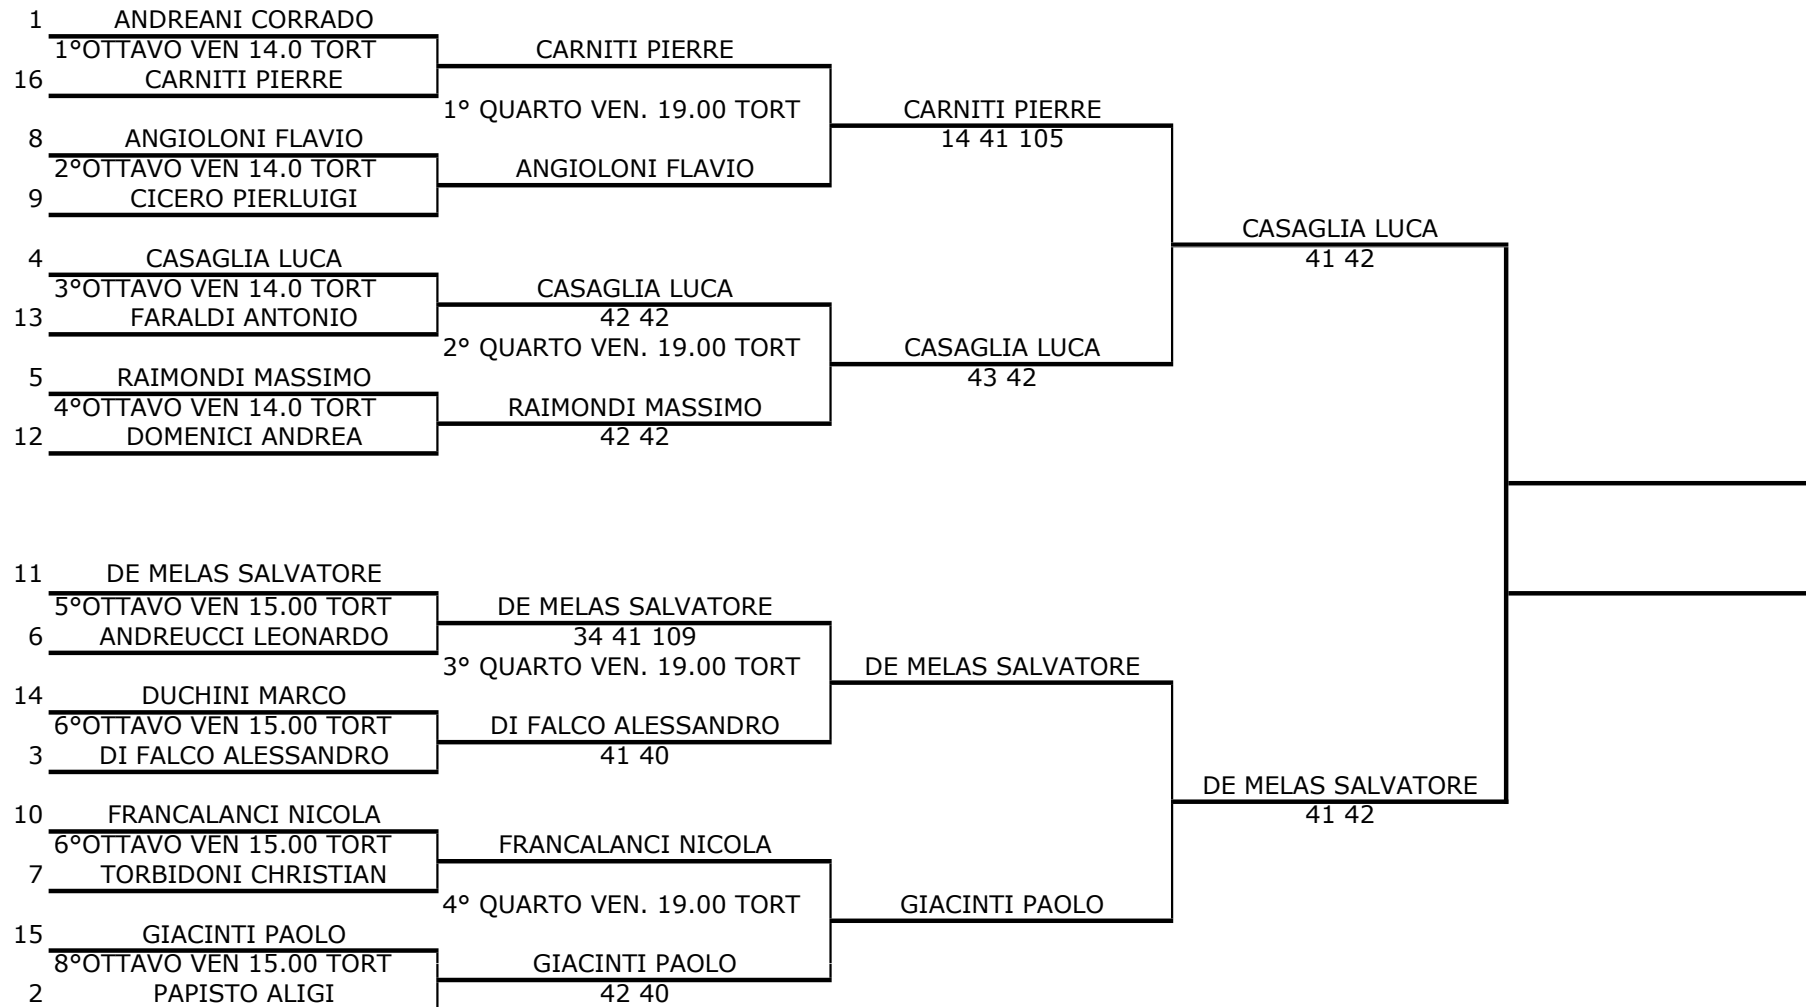 1 ANDREANI CORRADO
1°OTTAVO VEN 14.0 TORT CARNITI PIERRE
16 CARNITI PIERRE
1° QUARTO VEN. 19.00 TORT CARNITI PIERRE
8 ANGIOLONI FLAVIO 14 41 105
2°OTTAVO VEN 14.0 TORT ANGIOLONI FLAVIO
9 CICERO PIERLUIGI
CASAGLIA LUCA
4 CASAGLIA LUCA 41 42
3°OTTAVO VEN 14.0 TORT CASAGLIA LUCA
13 FARALDI ANTONIO 42 42
2° QUARTO VEN. 19.00 TORT CASAGLIA LUCA
5 RAIMONDI MASSIMO 43 42
4°OTTAVO VEN 14.0 TORT RAIMONDI MASSIMO
12 DOMENICI ANDREA 42 42
11 DE MELAS SALVATORE
5°OTTAVO VEN 15.00 TORT DE MELAS SALVATORE
6 ANDREUCCI LEONARDO 34 41 109
3° QUARTO VEN. 19.00 TORT DE MELAS SALVATORE
14 DUCHINI MARCO
6°OTTAVO VEN 15.00 TORT DI FALCO ALESSANDRO
3 DI FALCO ALESSANDRO 41 40
DE MELAS SALVATORE
10 FRANCALANCI NICOLA 41 42
6°OTTAVO VEN 15.00 TORT FRANCALANCI NICOLA
7 TORBIDONI CHRISTIAN
4° QUARTO VEN. 19.00 TORT GIACINTI PAOLO
15 GIACINTI PAOLO
8°OTTAVO VEN 15.00 TORT GIACINTI PAOLO
2 PAPISTO ALIGI 42 40